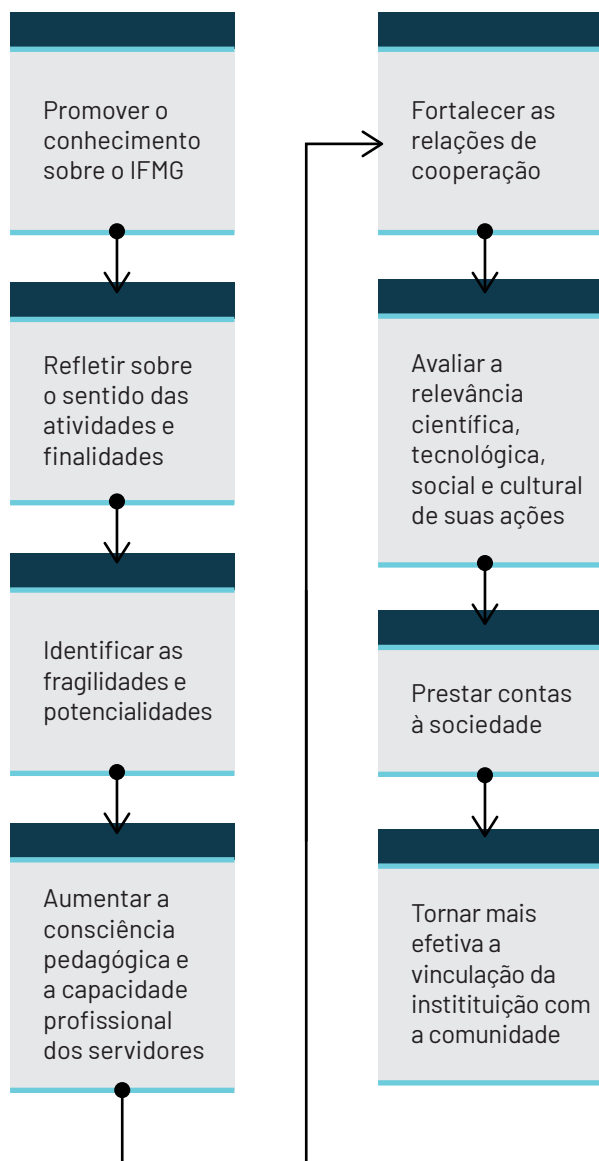 Promover o
conhecimento
sobre o IFMG
Refletir sobre
o sentido das
atividades e
finalidades
Identificar as
fragilidades e
potencialidades
Aumentar a
consciência
pedagógica e
a capacidade
profissional
dos servidores
Fortalecer as
relações de
cooperação
Avaliar a
relevância
científica,
tecnológica,
social e cultural
de suas ações
Prestar contas
à sociedade
Tornar mais
efetiva a
vinculação da
institituição com
a comunidade